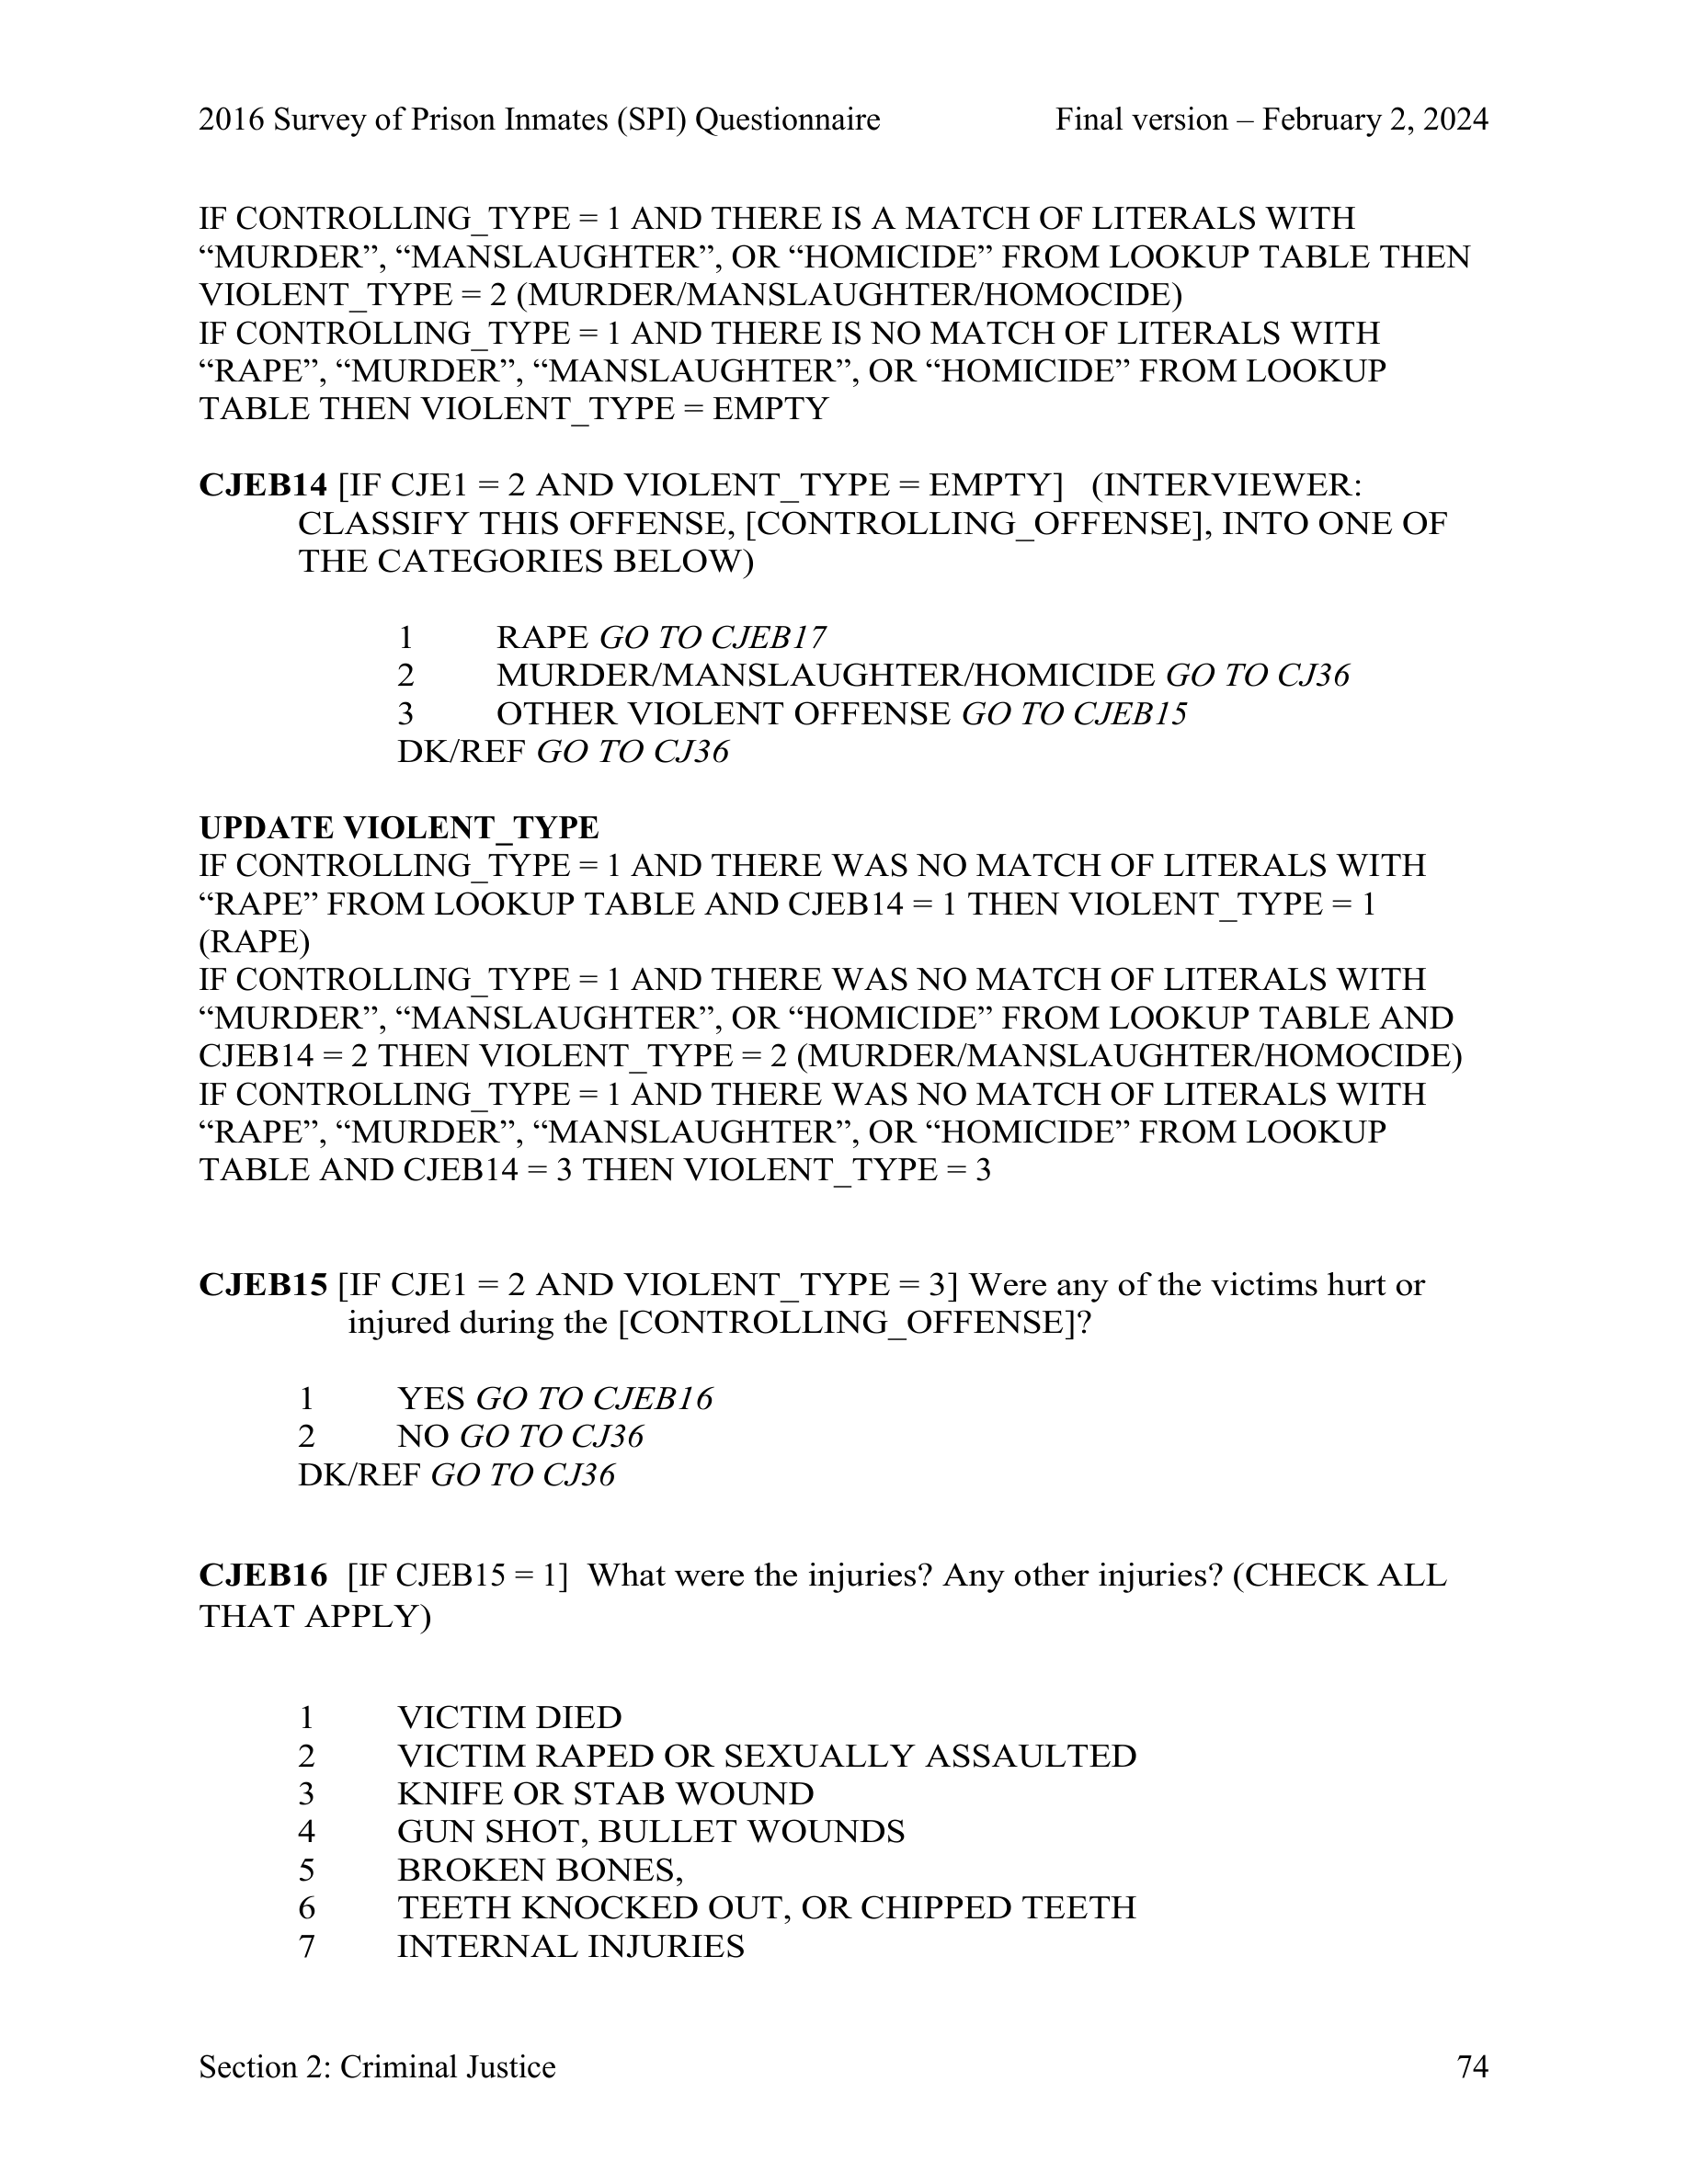 2016 Survey of Prison Inmates (SPI) Questionnaire Final version – February 2, 2024
IF CONTROLLING_TYPE = 1 AND THERE IS A MATCH OF LITERALS WITH
“MURDER”, “MANSLAUGHTER”, OR “HOMICIDE” FROM LOOKUP TABLE THEN
VIOLENT_TYPE = 2 (MURDER/MANSLAUGHTER/HOMOCIDE)
IF CONTROLLING_TYPE = 1 AND THERE IS NO MATCH OF LITERALS WITH
“RAPE”, “MURDER”, “MANSLAUGHTER”, OR “HOMICIDE” FROM LOOKUP
TABLE THEN VIOLENT_TYPE = EMPTY
CJEB14 [IF CJE1 = 2 AND VIOLENT_TYPE = EMPTY] (INTERVIEWER:
CLASSIFY THIS OFFENSE, [CONTROLLING_OFFENSE], INTO ONE OF
THE CATEGORIES BELOW)
1 RAPE GO TO CJEB17
2 MURDER/MANSLAUGHTER/HOMICIDE GO TO CJ36
3 OTHER VIOLENT OFFENSE GO TO CJEB15
DK/REF GO TO CJ36
UPDATE VIOLENT_TYPE
IF CONTROLLING_TYPE = 1 AND THERE WAS NO MATCH OF LITERALS WITH
“RAPE” FROM LOOKUP TABLE AND CJEB14 = 1 THEN VIOLENT_TYPE = 1
(RAPE)
IF CONTROLLING_TYPE = 1 AND THERE WAS NO MATCH OF LITERALS WITH
“MURDER”, “MANSLAUGHTER”, OR “HOMICIDE” FROM LOOKUP TABLE AND
CJEB14 = 2 THEN VIOLENT_TYPE = 2 (MURDER/MANSLAUGHTER/HOMOCIDE)
IF CONTROLLING_TYPE = 1 AND THERE WAS NO MATCH OF LITERALS WITH
“RAPE”, “MURDER”, “MANSLAUGHTER”, OR “HOMICIDE” FROM LOOKUP
TABLE AND CJEB14 = 3 THEN VIOLENT_TYPE = 3
CJEB15 [IF CJE1 = 2 AND VIOLENT_TYPE = 3] Were any of the victims hurt or
injured during the [CONTROLLING_OFFENSE]?
1 YES GO TO CJEB16
2 NO GO TO CJ36
DK/REF GO TO CJ36
CJEB16 [IF CJEB15 = 1] What were the injuries? Any other injuries? (CHECK ALL
THAT APPLY)
1 VICTIM DIED
2 VICTIM RAPED OR SEXUALLY ASSAULTED
3 KNIFE OR STAB WOUND
4 GUN SHOT, BULLET WOUNDS
5 BROKEN BONES,
6 TEETH KNOCKED OUT, OR CHIPPED TEETH
7 INTERNAL INJURIES
Section 2: Criminal Justice 74